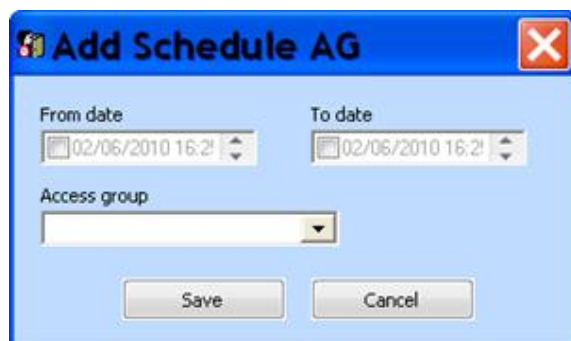 Add Schedule AG
From date To date
02/06/2010 16:2 02/06/2010 16:2
Access group
Save Cancel